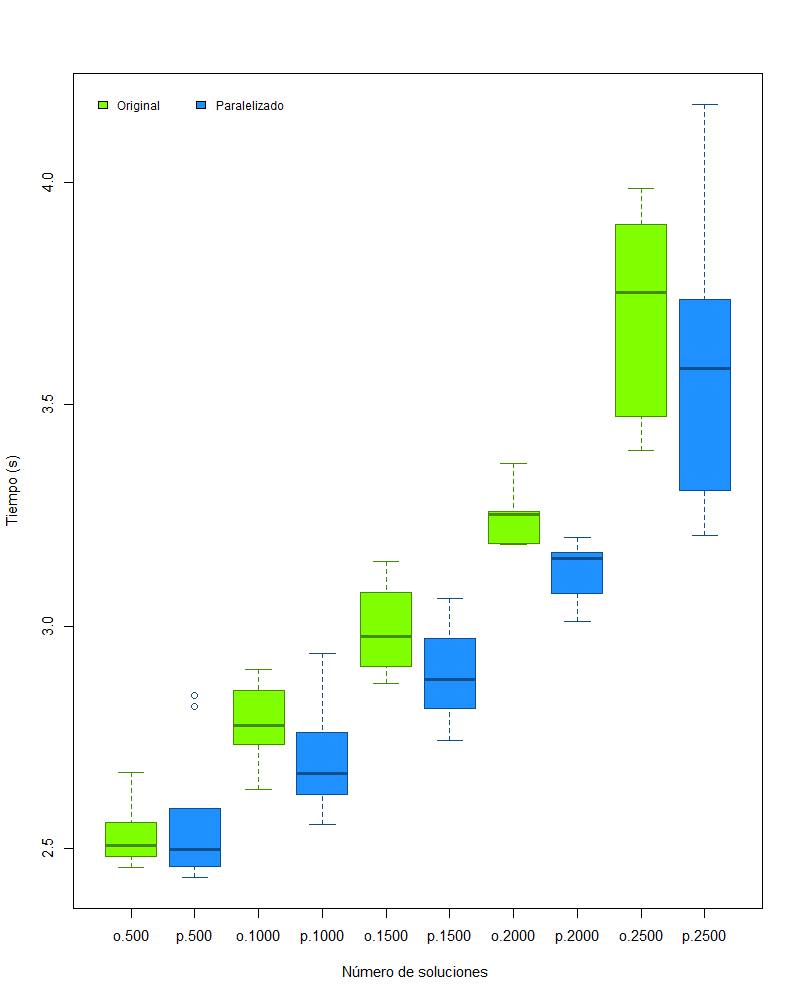 Original
Paralelizado
4.0
3.5
3.0
2.5
Tiempo (s)
o.500
p.500
o.1000
p.1000
o.1500
p.1500
o.2000
p.2000
o.2500
p.2500
Número de soluciones